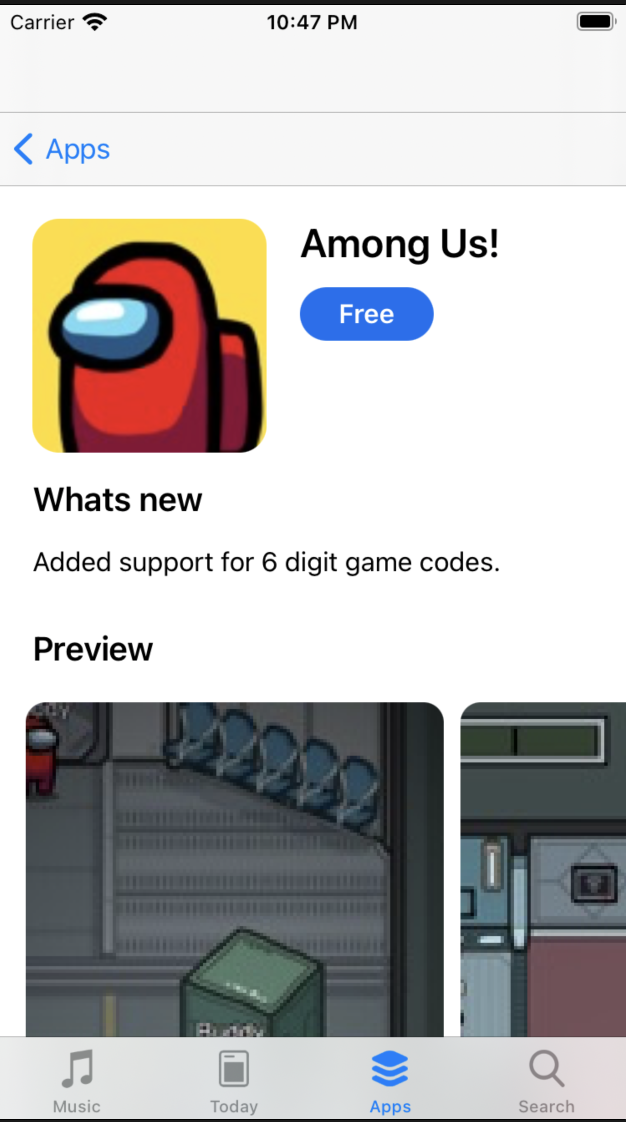 Carrier 10:47 PM
Apps
Among Us!
Free
Whats new
Added support for 6 digit game codes.
Preview
Buddy
Music Today Apps Search